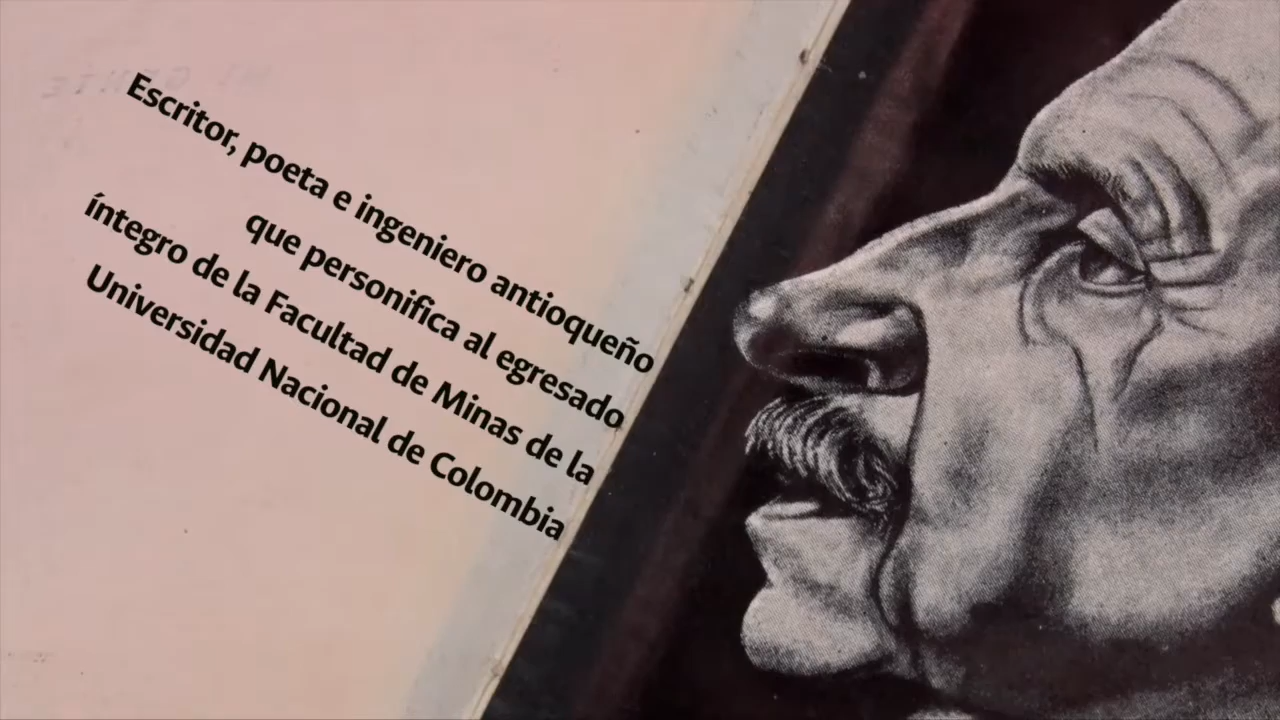 Escritor, poeta e ingeniero antioqueño
que personifica al egresado
íntegro de la Facultad de Minas de la
Universidad Nacional de Colombia